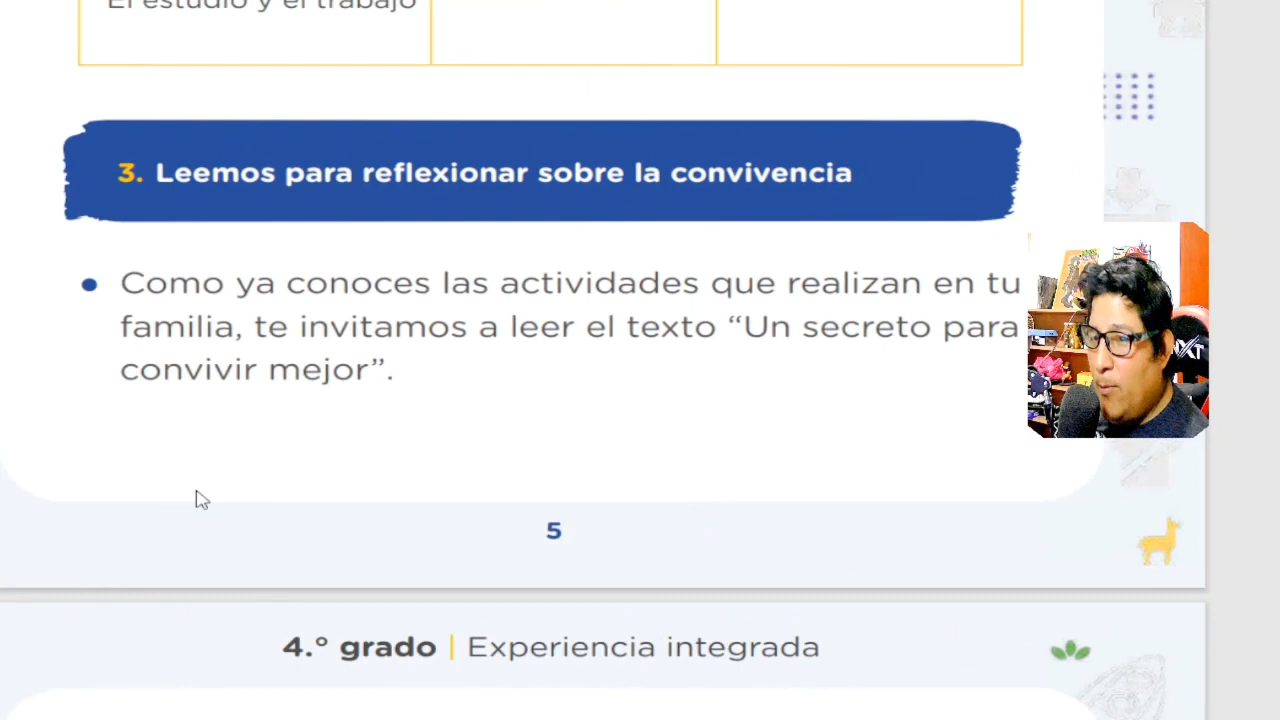 El estudio y el trabajo
3. Leemos para reflexionar sobre la convivencia
• Como ya conoces las actividades que realizan en tu
familia, te invitamos a leer el texto “Un secreto para
convivir mejor”.
5
4.° grado | Experiencia integrada